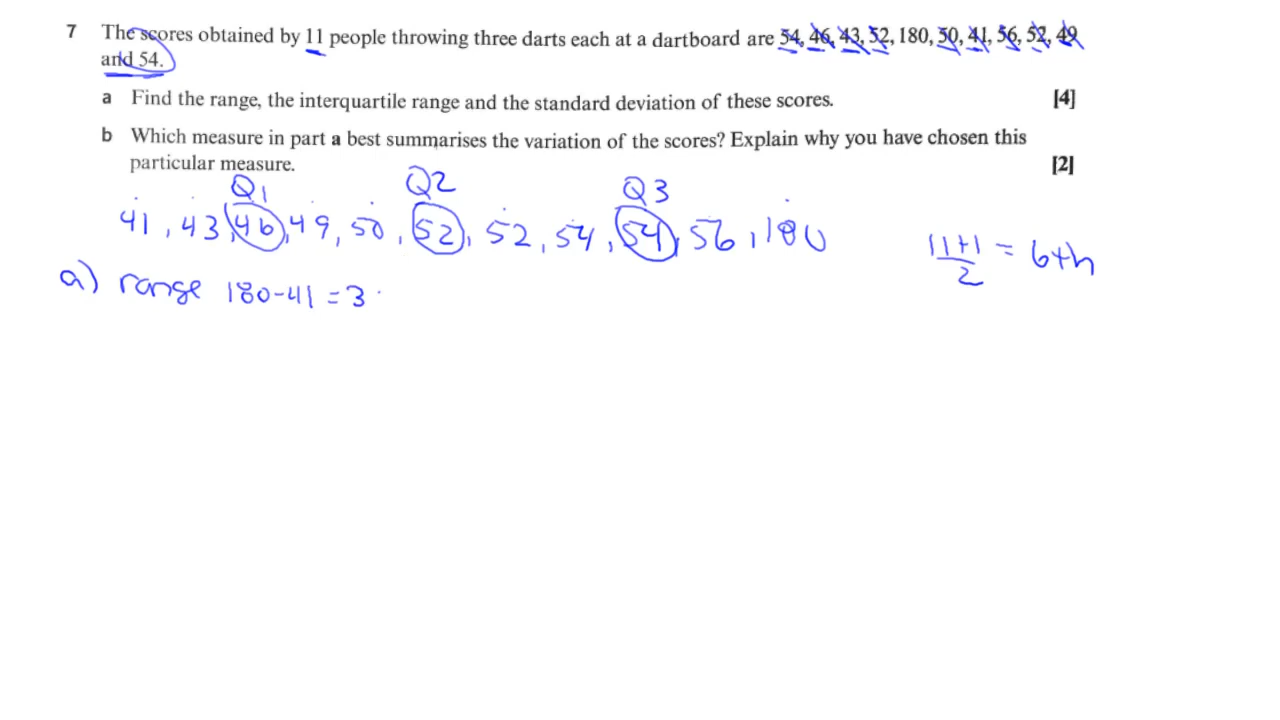 7 The scores obtained by 11 people throwing three darts each at a dartboard are 54, 46, 43, 52, 180, 50, 41, 56, 52, 49
and 54.
a Find the range, the interquartile range and the standard deviation of these scores. [4]
b Which measure in part a best summarises the variation of the scores? Explain why you have chosen this
particular measure. [2]
Q1 Q2 Q3
41, 43, 46, 49, 50, 52, 52, 54, 54, 56, 180
11+1/2 = 6th
a) range 180-41 = 3